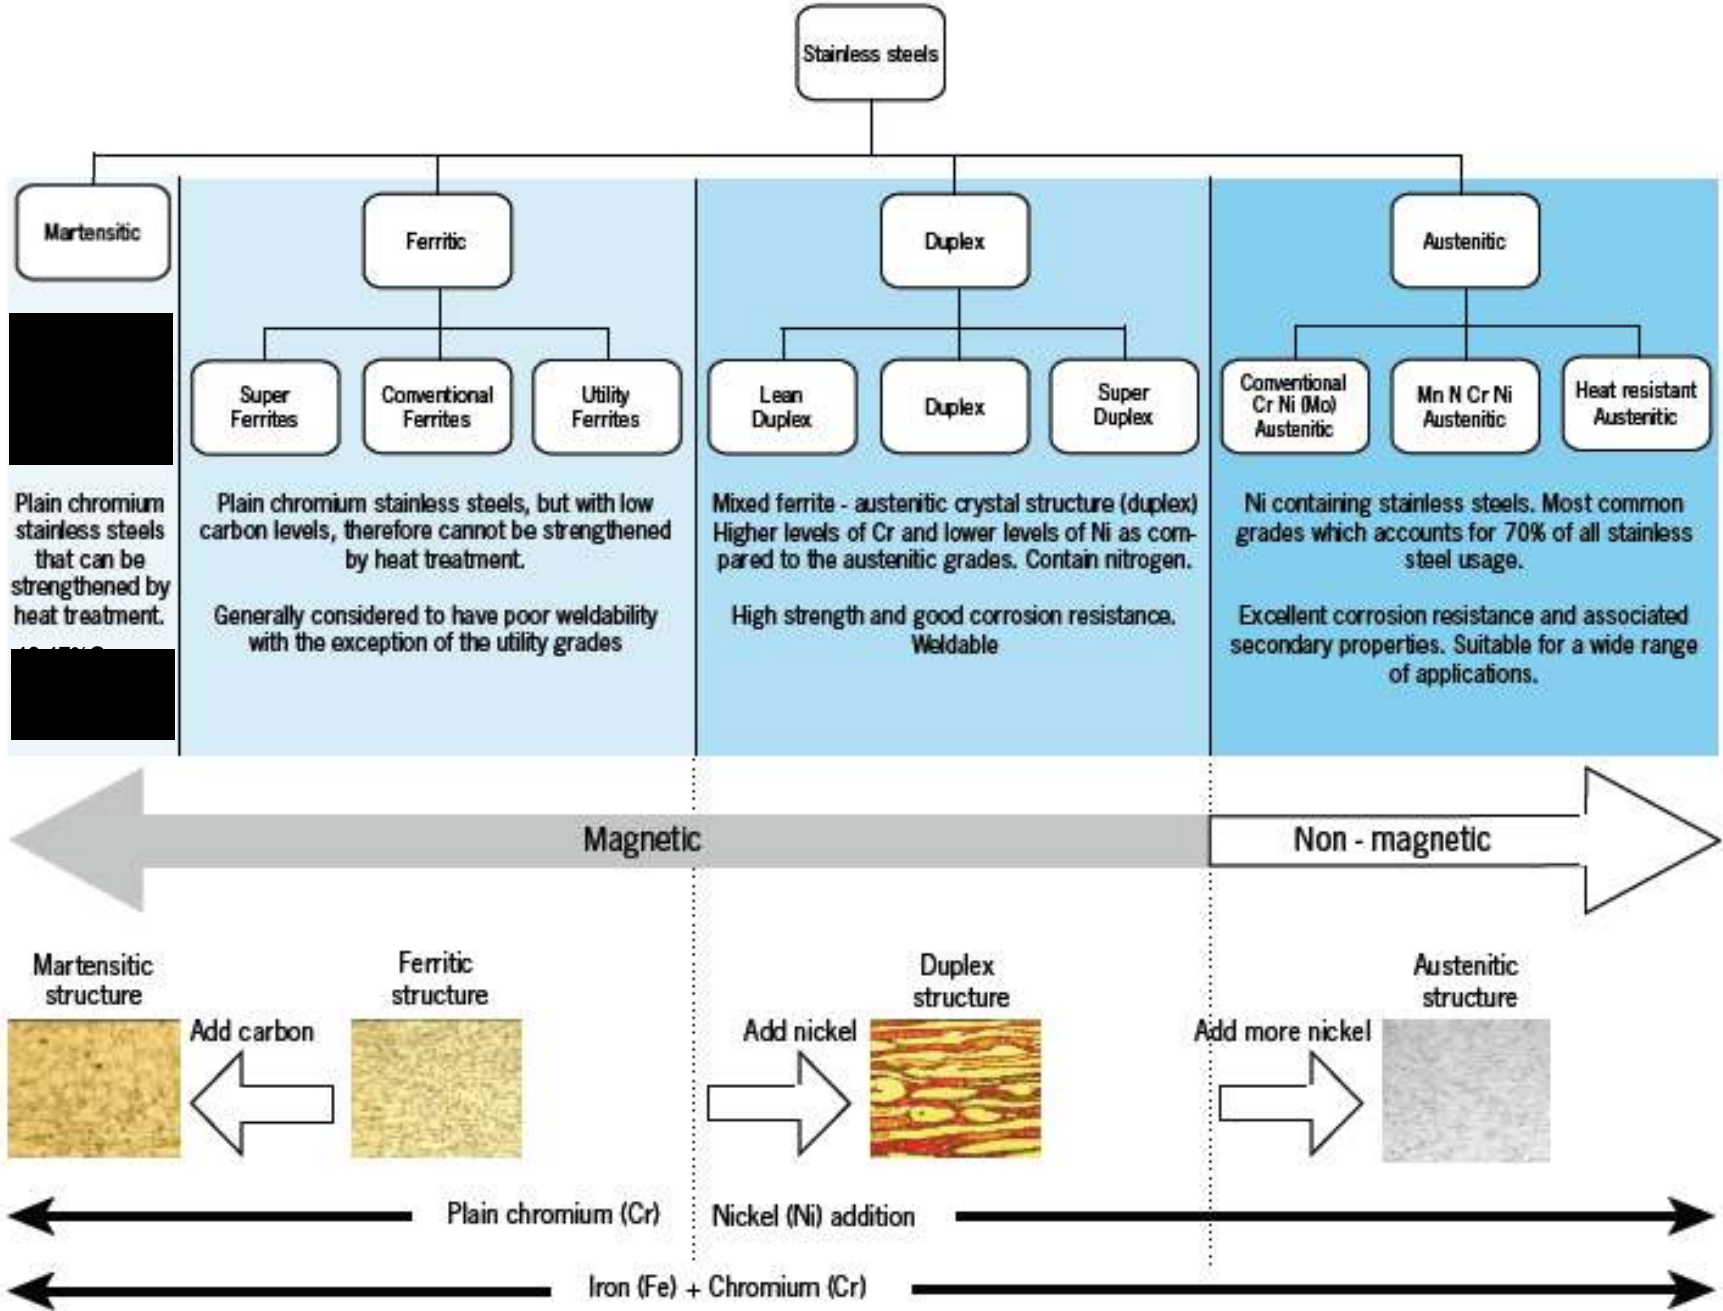 Stainless steels
Martensitic
Ferritic
Duplex
Austenitic
Super
Ferrites
Conventional
Ferrites
Utility
Ferrites
Lean
Duplex
Duplex
Super
Duplex
Conventional
Cr Ni (Mo)
Austenitic
Mn N Cr Ni
Austenitic
Heat resistant
Austenitic
Plain chromium
stainless steels
that can be
strengthened by
heat treatment.
Plain chromium stainless steels, but with low
carbon levels, therefore cannot be strengthened
by heat treatment.
Generally considered to have poor weldability
with the exception of the utility grades
Mixed ferrite - austenitic crystal structure (duplex)
Higher levels of Cr and lower levels of Ni as com-
pared to the austenitic grades. Contain nitrogen.
High strength and good corrosion resistance.
Weldable
Ni containing stainless steels. Most common
grades which accounts for 70% of all stainless
steel usage.
Excellent corrosion resistance and associated
secondary properties. Suitable for a wide range
of applications.
Magnetic
Non - magnetic
Martensitic
structure
Ferritic
structure
Duplex
structure
Austenitic
structure
Add carbon
Add nickel
Add more nickel
Plain chromium (Cr)
Nickel (Ni) addition
Iron (Fe) + Chromium (Cr)